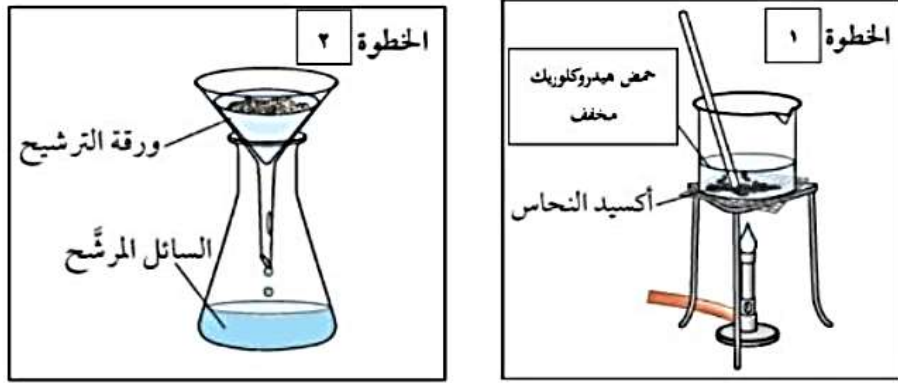 الخطوة ١
حمض هيدروكلوريك
مخفف
أكسيد النحاس
الخطوة ٢
ورقة الترشيح
السائل المرشَّح